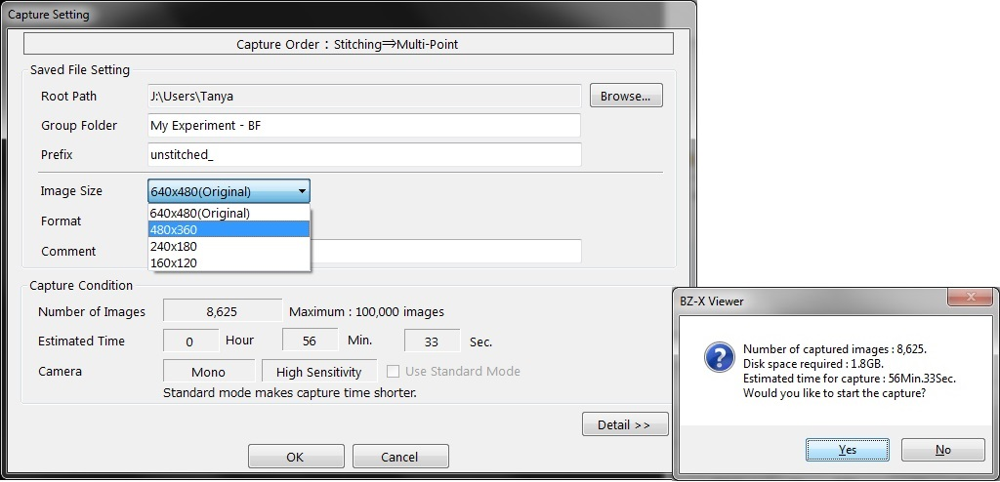 Capture Setting
Capture Order : Stitching⇒Multi-Point
Saved File Setting
Root Path J:\Users\Tanya Browse...
Group Folder My Experiment - BF
Prefix unstitched_
Image Size 640x480(Original)
640x480(Original)
Format
480x360
240x180
Comment
160x120
Capture Condition
Number of Images 8,625 Maximum : 100,000 images
Estimated Time 0 Hour 56 Min. 33 Sec.
Camera Mono High Sensitivity Use Standard Mode
Standard mode makes capture time shorter.
Detail >>
OK Cancel
BZ-X Viewer
Number of captured images : 8,625.
Disk space required : 1.8GB.
Estimated time for capture : 56Min.33Sec.
Would you like to start the capture?
Yes No